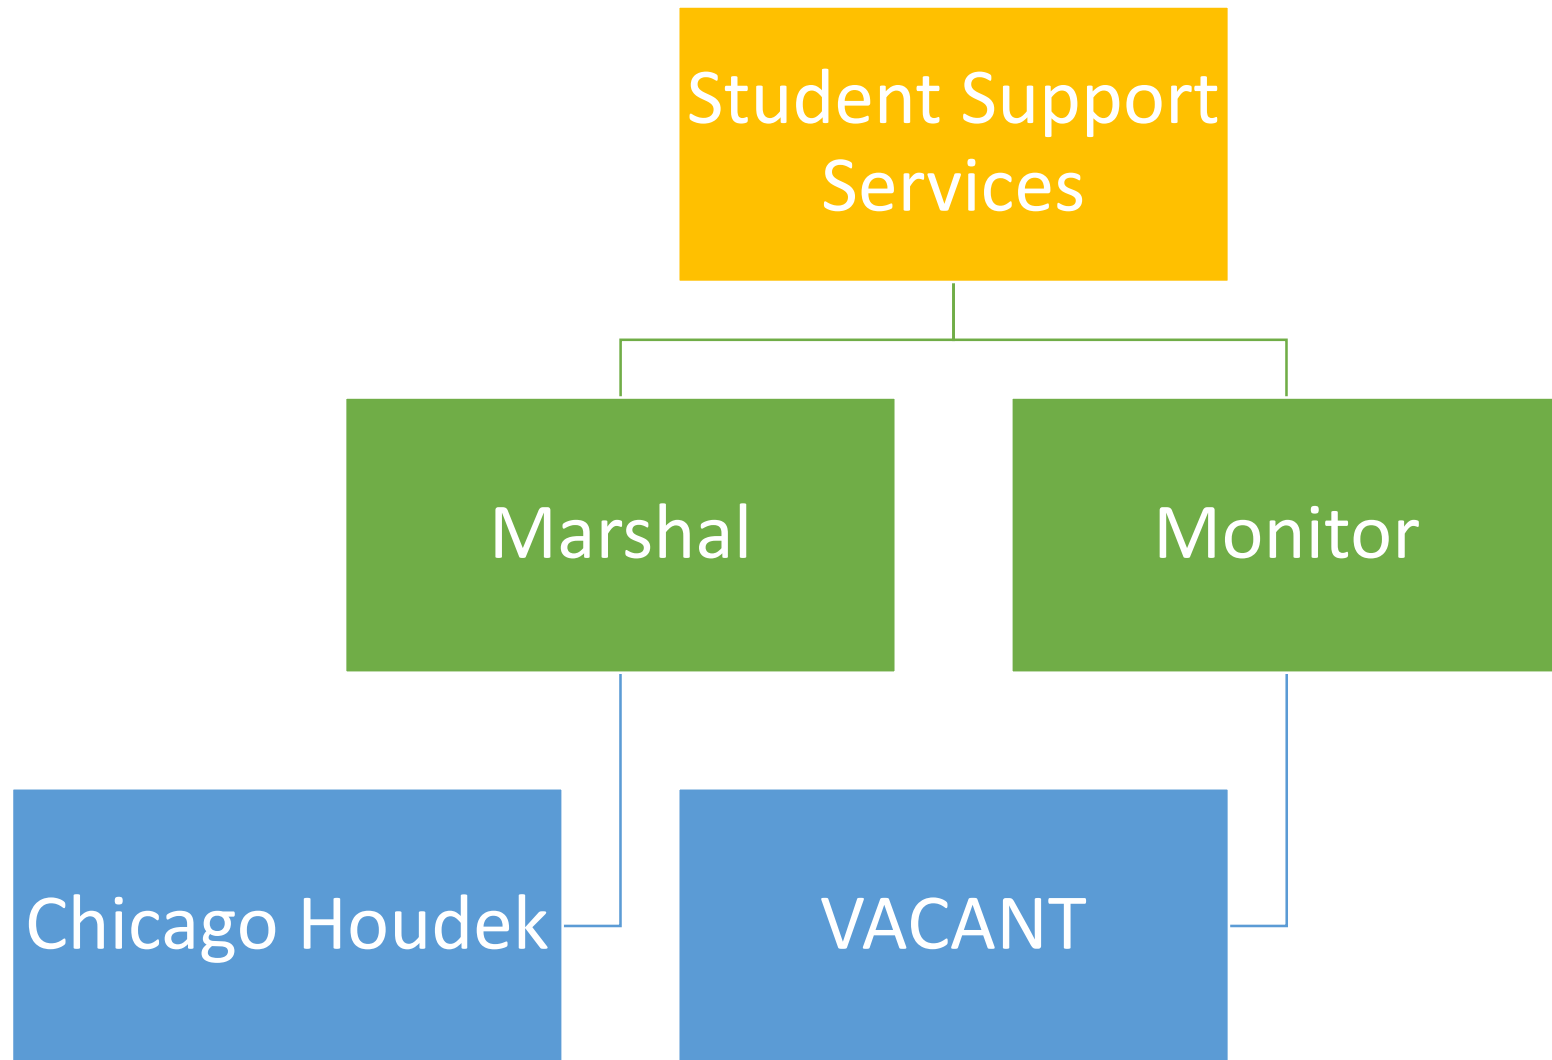 Student Support
Services
Marshal
Monitor
Chicago Houdek
VACANT